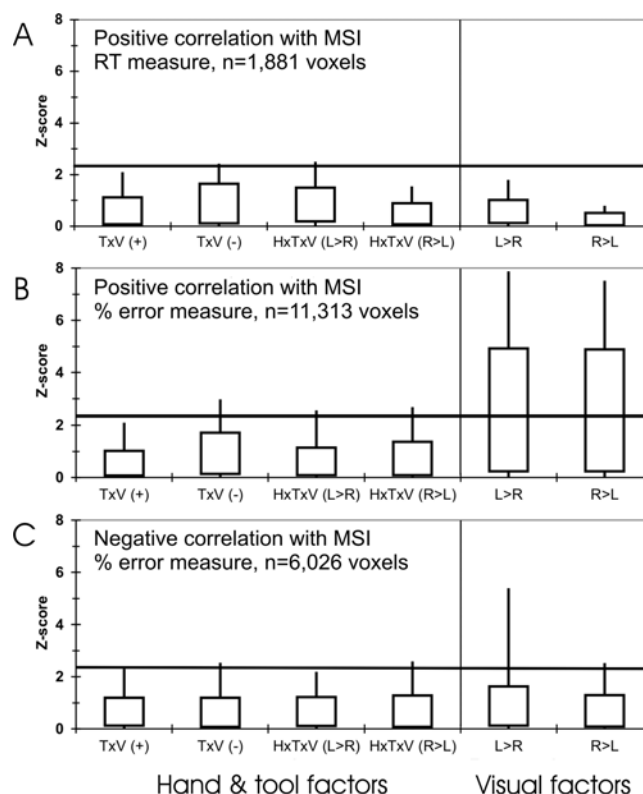 A
Positive correlation with MSI
RT measure, n=1,881 voxels
Z-score
8
6
4
2
0
TxV (+) TxV (-) HxTxV (L>R) HxTxV (R>L) L>R R>L
B
Positive correlation with MSI
% error measure, n=11,313 voxels
Z-score
8
6
4
2
0
TxV (+) TxV (-) HxTxV (L>R) HxTxV (R>L) L>R R>L
C
Negative correlation with MSI
% error measure, n=6,026 voxels
Z-score
8
6
4
2
0
TxV (+) TxV (-) HxTxV (L>R) HxTxV (R>L) L>R R>L
Hand & tool factors Visual factors